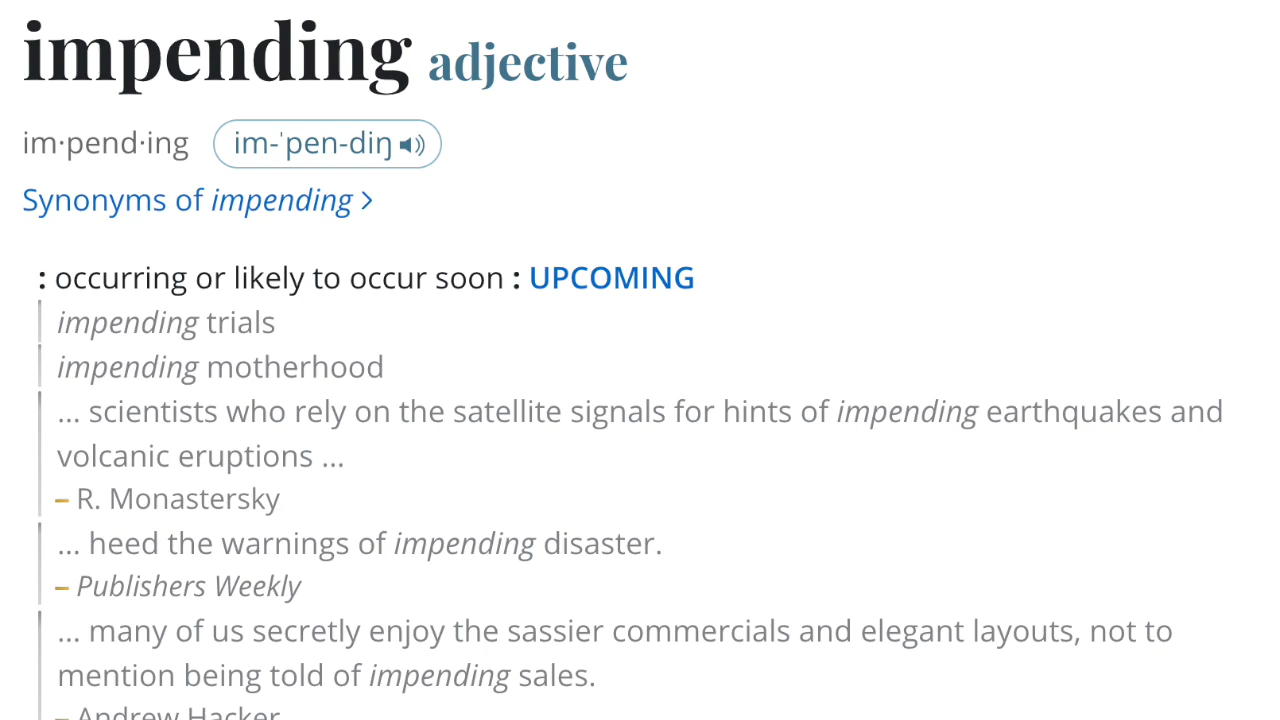 impending adjective
im·pend·ing im-ˈpen-diŋ
Synonyms of impending >
: occurring or likely to occur soon : UPCOMING
impending trials
impending motherhood
... scientists who rely on the satellite signals for hints of impending earthquakes and
volcanic eruptions ...
– R. Monastersky
... heed the warnings of impending disaster.
– Publishers Weekly
... many of us secretly enjoy the sassier commercials and elegant layouts, not to
mention being told of impending sales.
– Andrew Hacker